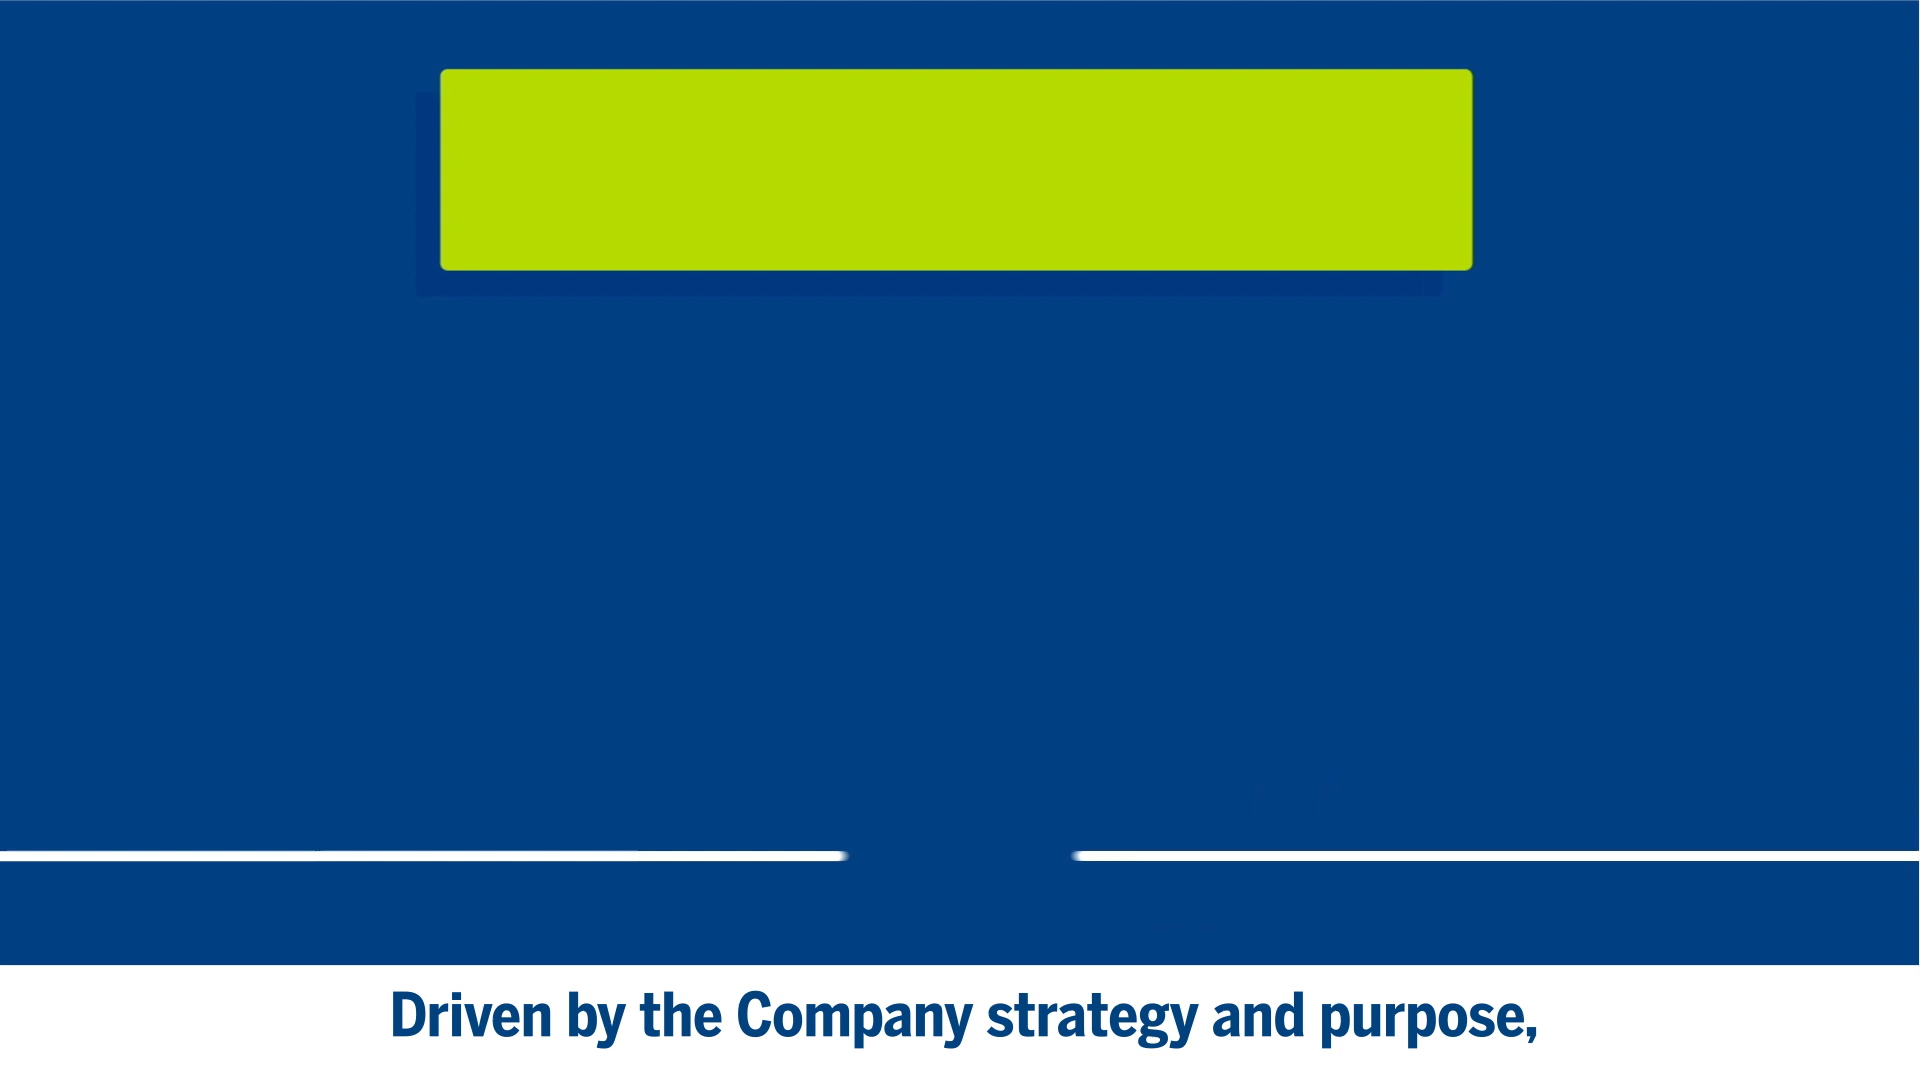 Driven by the Company strategy and purpose,